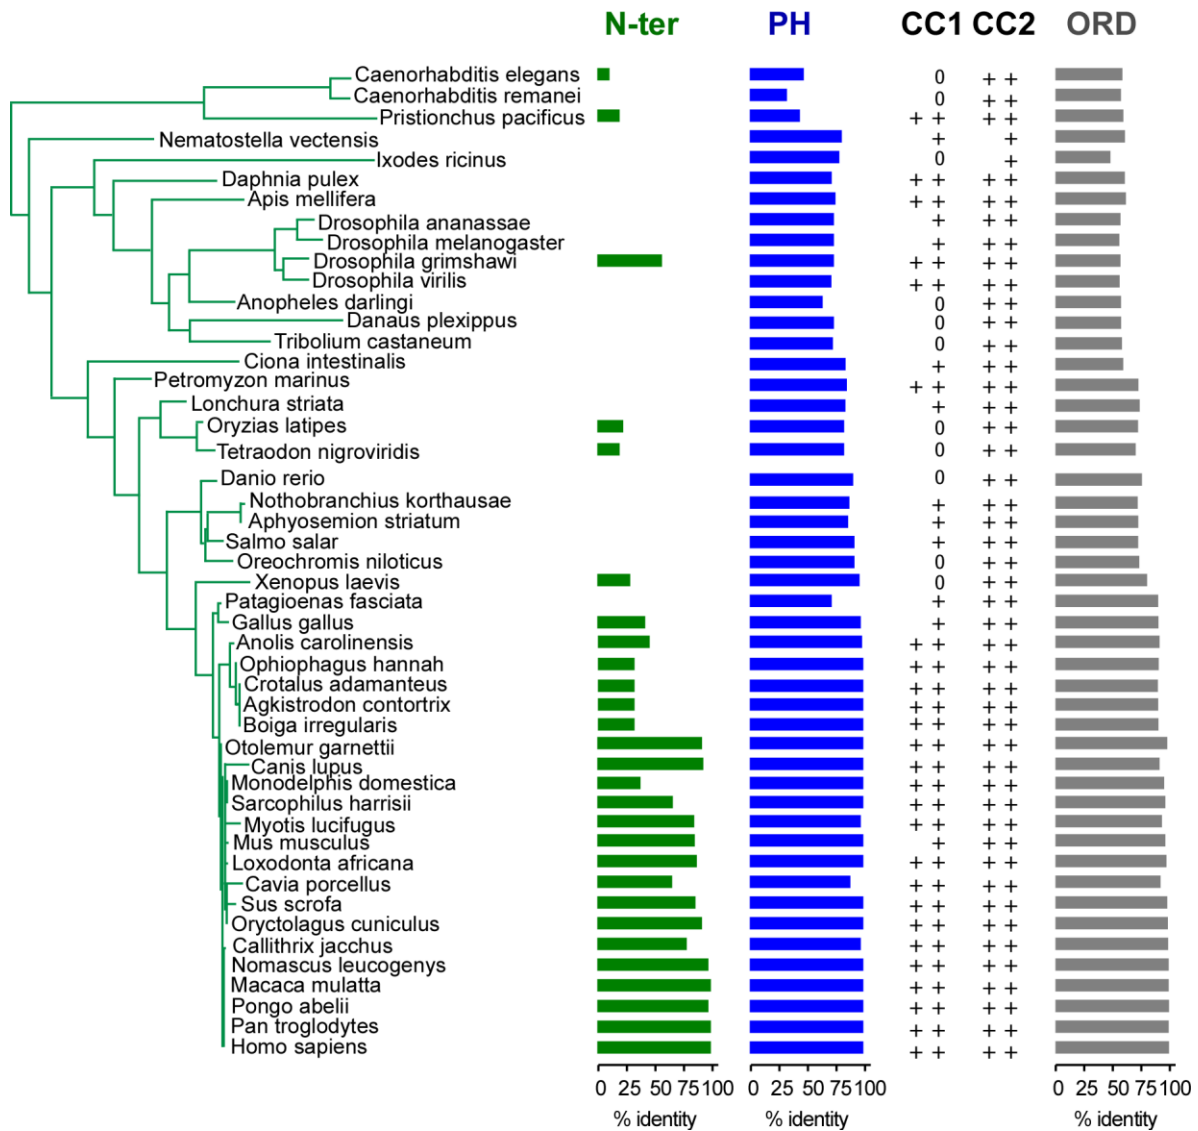 N-ter PH CC1 CC2 ORD
Caenorhabditis elegans 0 ++
Caenorhabditis remanei 0 ++
Pristionchus pacificus ++ ++
Nematostella vectensis + +
Ixodes ricinus 0 +
Daphnia pulex ++ ++
Apis mellifera ++ ++
Drosophila ananassae + ++
Drosophila melanogaster + ++
Drosophila grimshawi ++ ++
Drosophila virilis ++ ++
Anopheles darlingi 0 ++
Danaus plexippus 0 ++
Tribolium castaneum 0 ++
Ciona intestinalis + ++
Petromyzon marinus ++ ++
Lonchura striata + ++
Oryzias latipes 0 ++
Tetraodon nigroviridis 0 ++
Danio rerio 0 ++
Nothobranchius korthausae + ++
Aphyosemion striatum + ++
Salmo salar + ++
Oreochromis niloticus 0 ++
Xenopus laevis 0 ++
Patagioenas fasciata + ++
Gallus gallus + ++
Anolis carolinensis ++ ++
Ophiophagus hannah ++ ++
Crotalus adamanteus ++ ++
Agkistrodon contortrix ++ ++
Boiga irregularis ++ ++
Otolemur garnettii ++ ++
Canis lupus ++ ++
Monodelphis domestica ++ ++
Sarcophilus harrisii ++ ++
Myotis lucifugus ++ ++
Mus musculus + ++
Loxodonta africana ++ ++
Cavia porcellus ++ ++
Sus scrofa ++ ++
Oryctolagus cuniculus ++ ++
Callithrix jacchus ++ ++
Nomascus leucogenys ++ ++
Macaca mulatta ++ ++
Pongo abelii ++ ++
Pan troglodytes ++ ++
Homo sapiens ++ ++
0 25 50 75 100 0 25 50 75 100 0 25 50 75 100
% identity % identity % identity